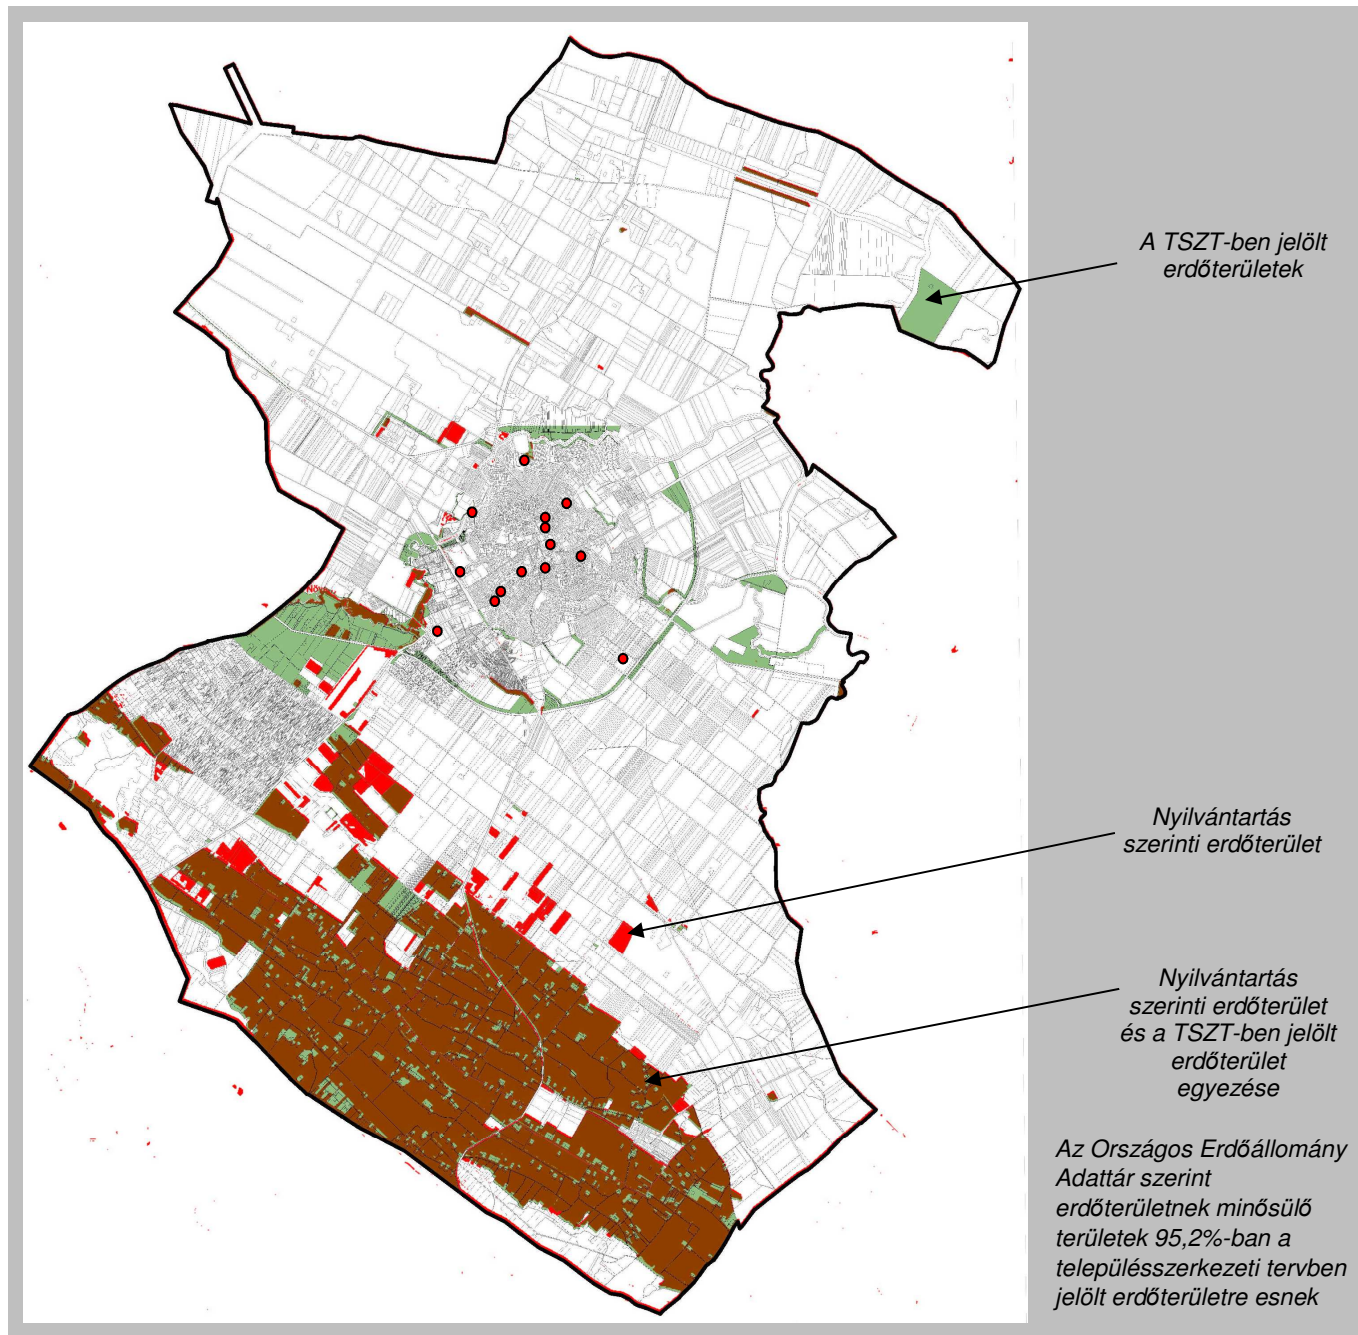 A TSZT-ben jelölt
erdőterületek
Nyilvántartás
szerinti erdőterület
Nyilvántartás
szerinti erdőterület
és a TSZT-ben jelölt
erdőterület
egyezése
Az Országos Erdőállomány
Adattár szerint
erdőterületnek minősülő
területek 95,2%-ban a
településszerkezeti tervben
jelölt erdőterületre esnek